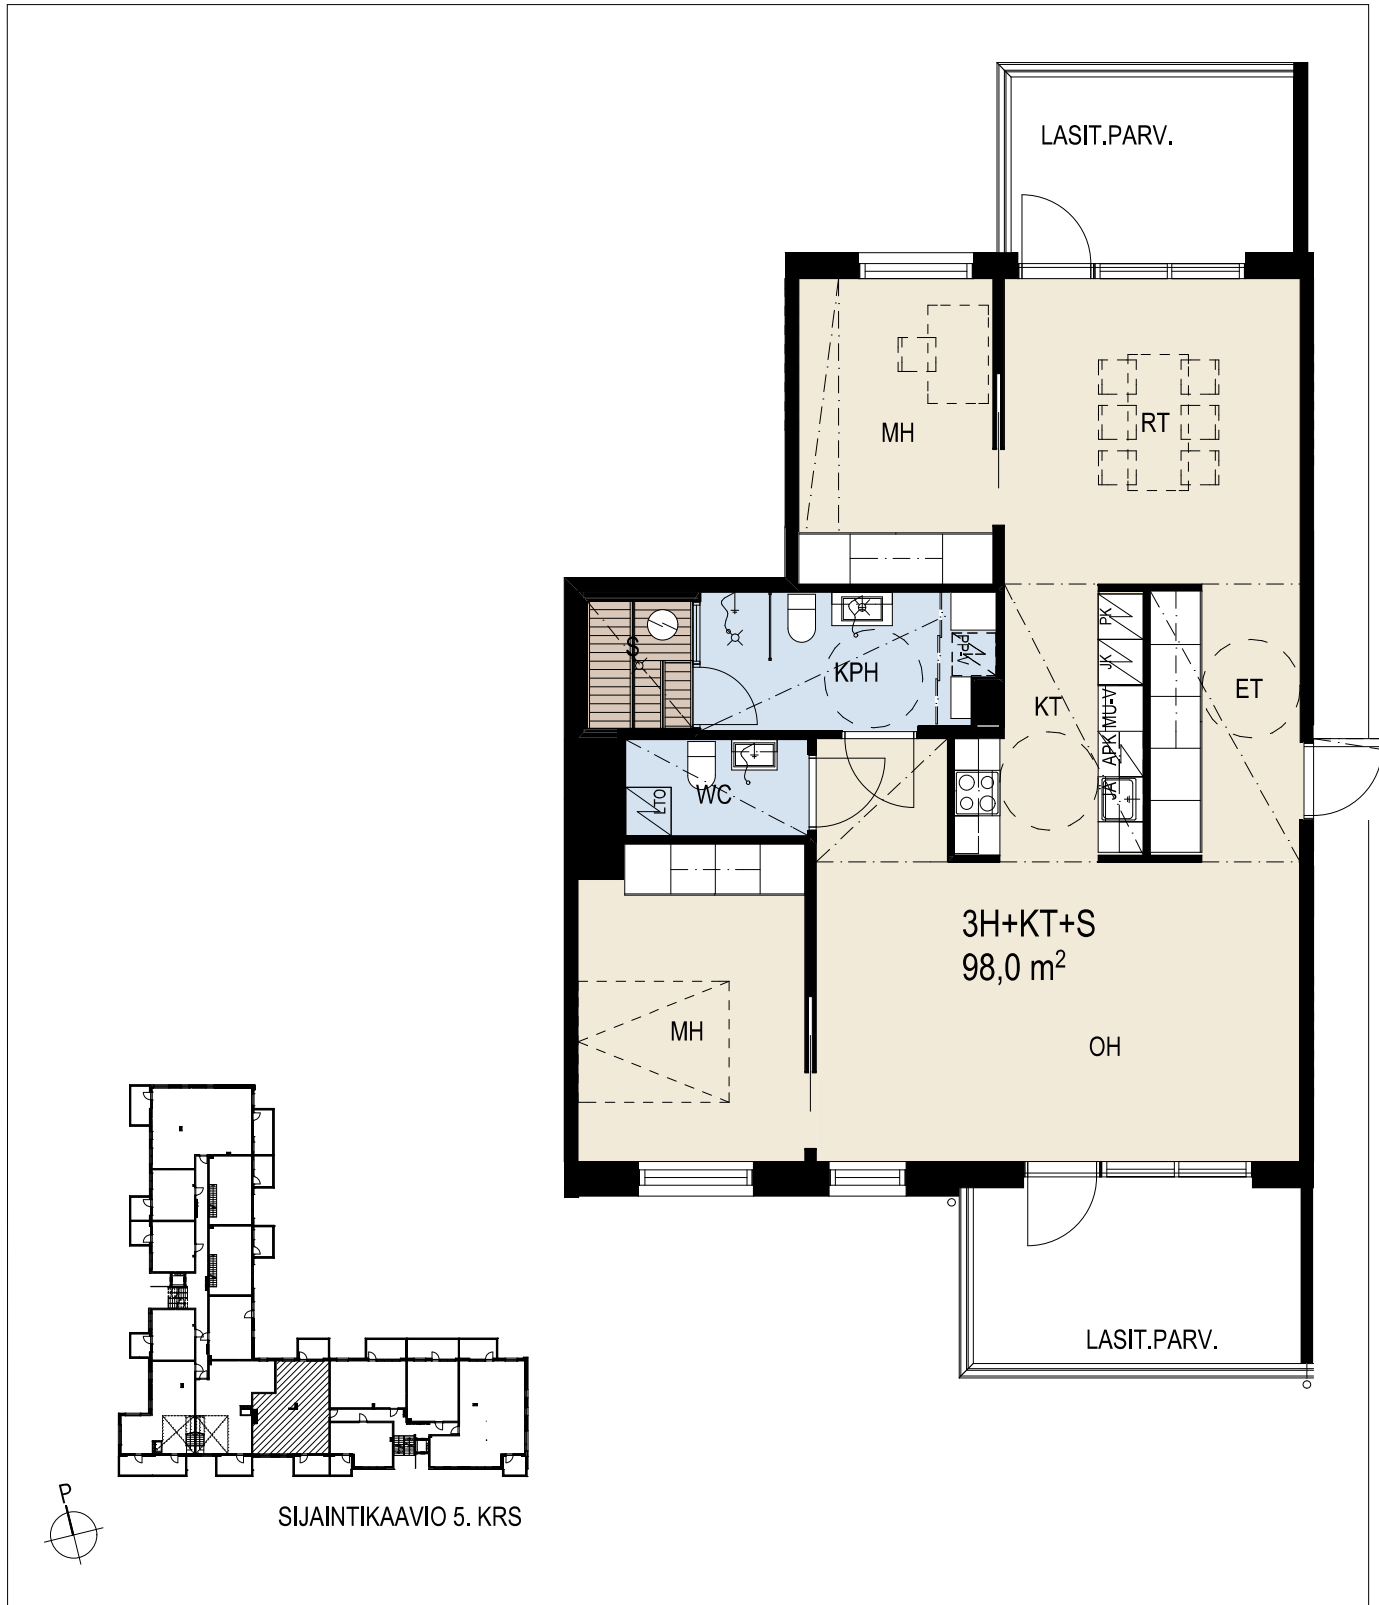 LASIT.PARV.
MH
RT
S
KPH
PPK
PK
JK
KT
MU-V
APK
JA
ET
WC
LTO
3H+KT+S
98,0 m²
MH
OH
LASIT.PARV.
P
SIJAINTIKAAVIO 5. KRS